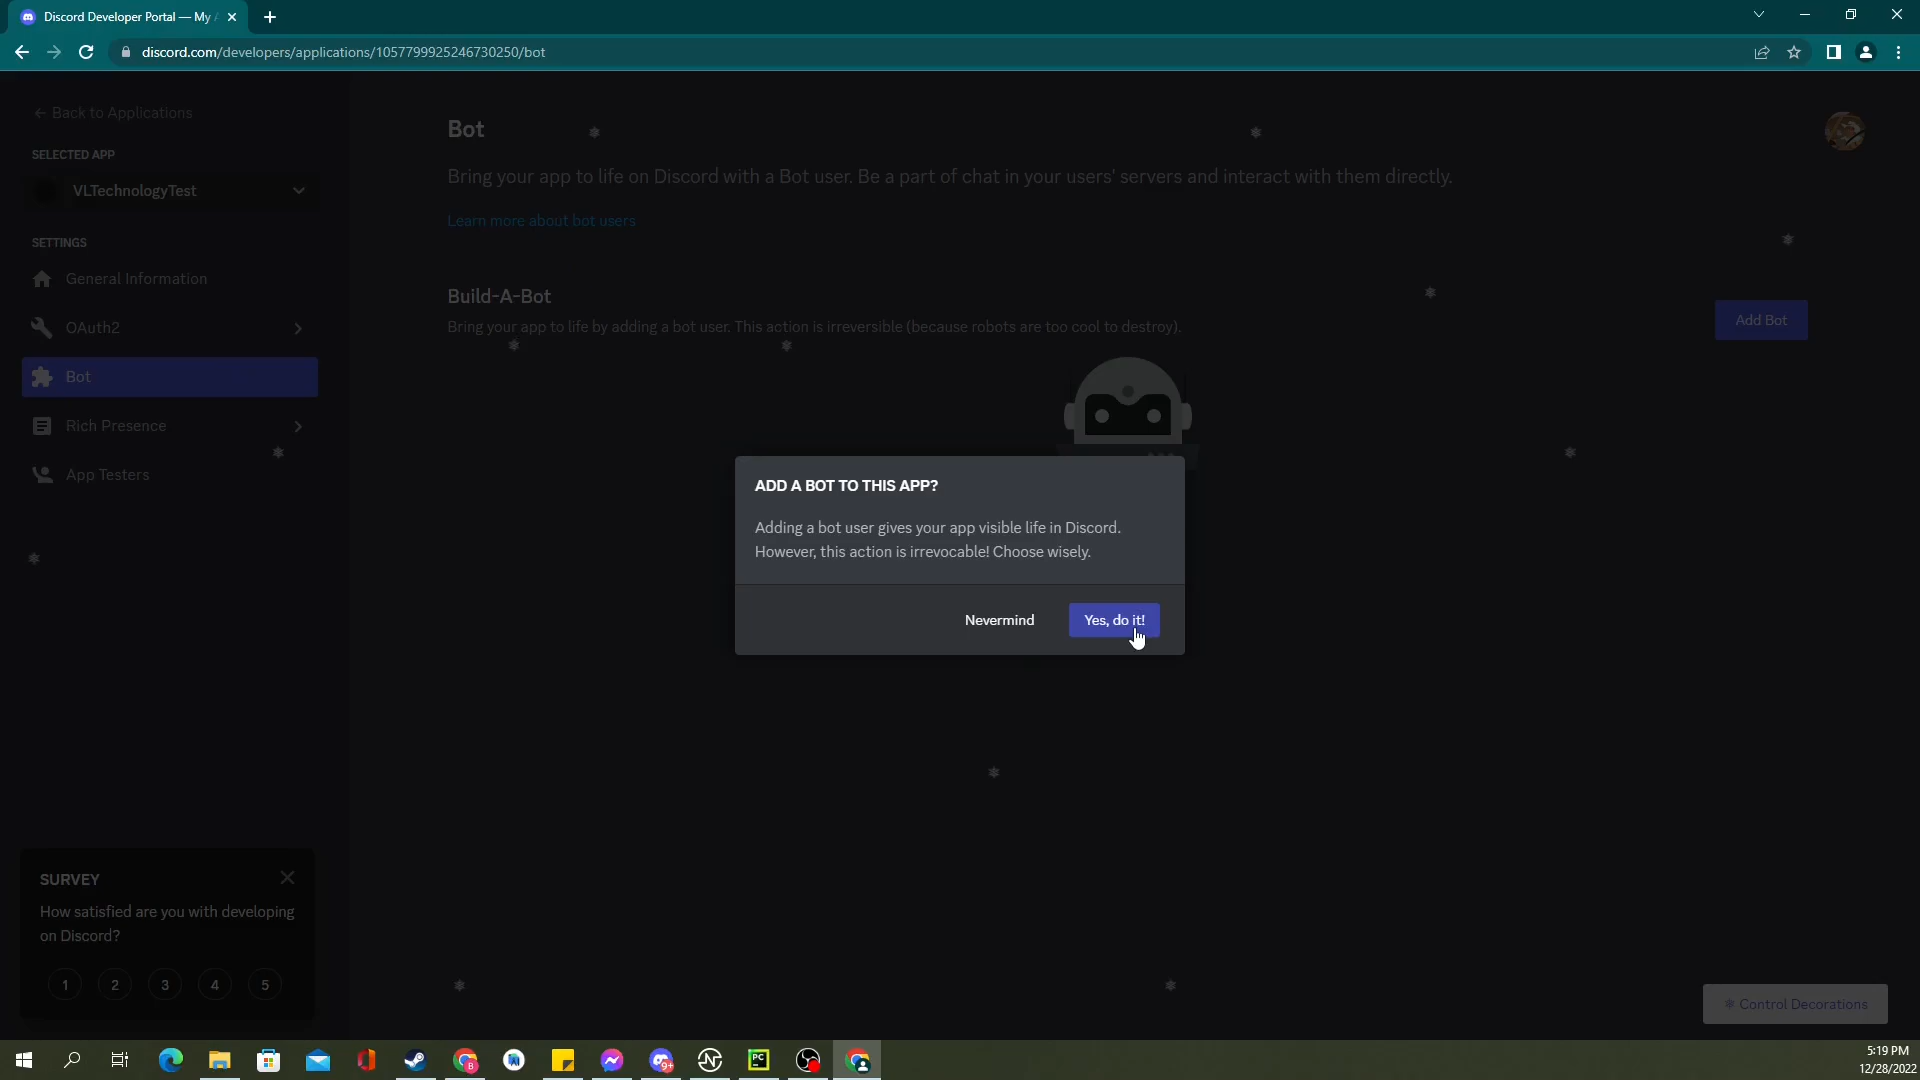 Discord Developer Portal — My A
discord.com/developers/applications/1057799925246730250/bot
← Back to Applications
SELECTED APP
VLTechnologyTest
SETTINGS
General Information
OAuth2
Bot
Rich Presence
App Testers
Bot
Bring your app to life on Discord with a Bot user. Be a part of chat in your users' servers and interact with them directly.
Learn more about bot users
Build-A-Bot
Bring your app to life by adding a bot user. This action is irreversible (because robots are too cool to destroy).
Add Bot
ADD A BOT TO THIS APP?
Adding a bot user gives your app visible life in Discord.
However, this action is irrevocable! Choose wisely.
Nevermind
Yes, do it!
SURVEY
How satisfied are you with developing
on Discord?
1 2 3 4 5
Control Decorations
B
9+
PC
5:19 PM
12/28/2022